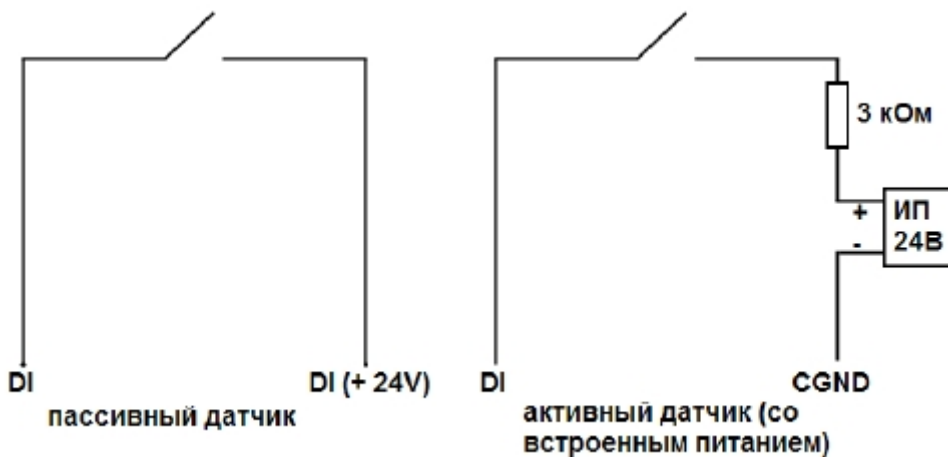 3 кОм
+ ИП
- 24В
DI
DI (+ 24V)
DI
CGND
пассивный датчик
активный датчик (со
встроенным питанием)